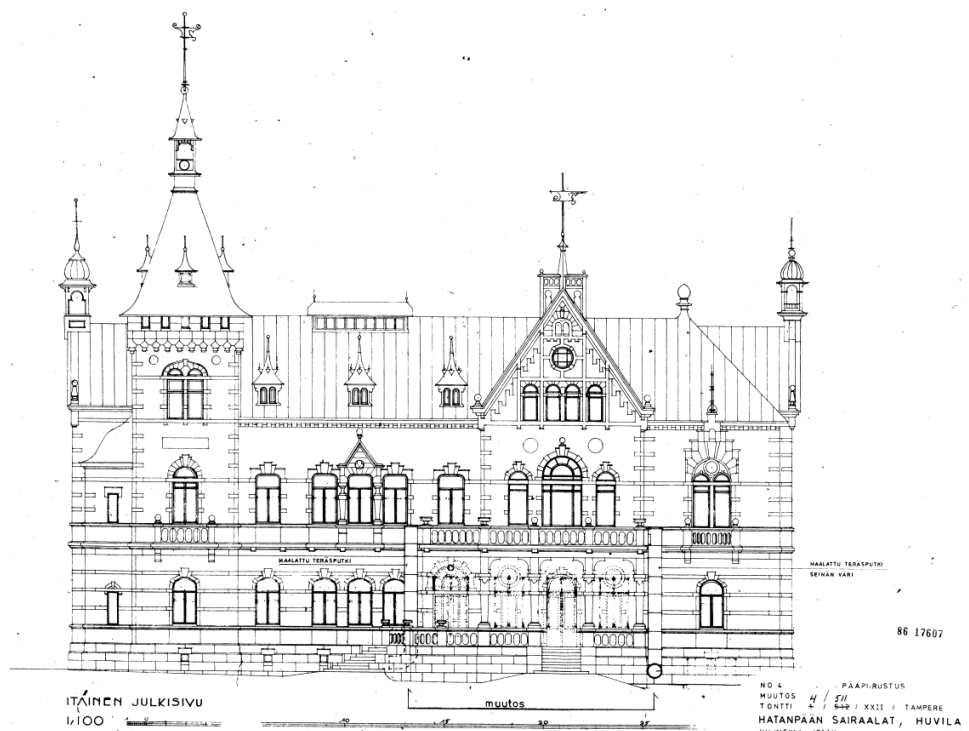 MAALATTU TERÄSPUTKI
MAALATTU TERÄSPUTKI
SEINÄN VÄRI
86 17607
ITÄINEN JULKISIVU
1/100
10 15 20 25
muutos
NO 4 PÄÄPIIRUSTUS
MUUTOS 4 / 511
TONTTI / 512 / XXII / TAMPERE
HATANPÄÄN SAIRAALAT, HUVILA